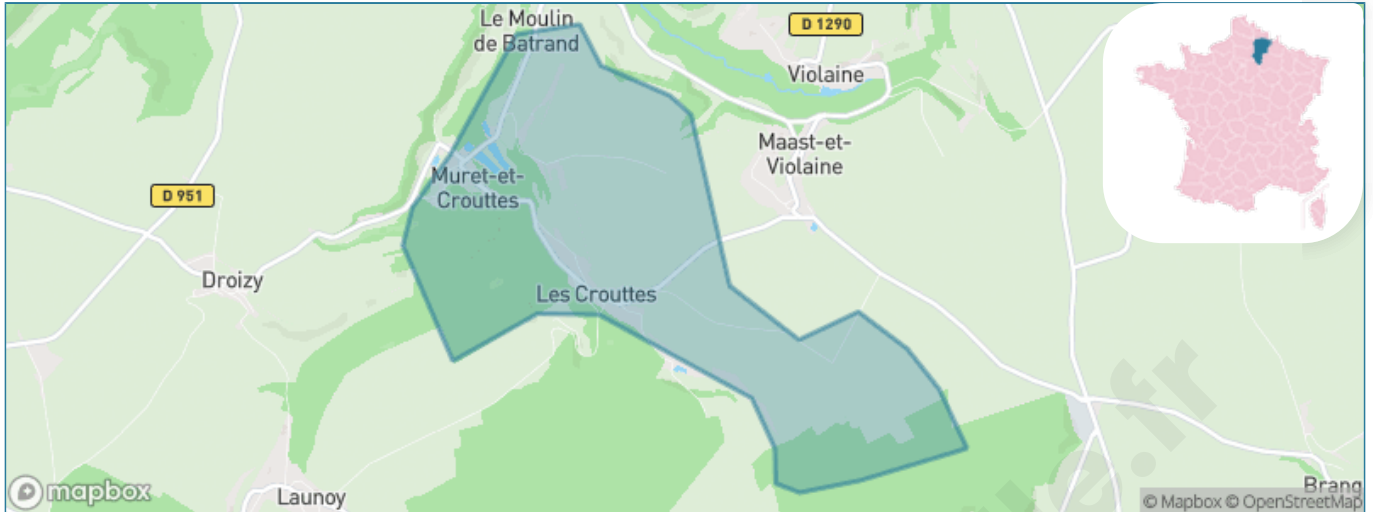 Le Moulin
de Batrand
D 1290
Violaine
Maast-et-
Violaine
Muret-et-
Crouttes
D 951
Droizy
Les Crouttes
Launoy
Brang
mapbox
© Mapbox © OpenStreetMap